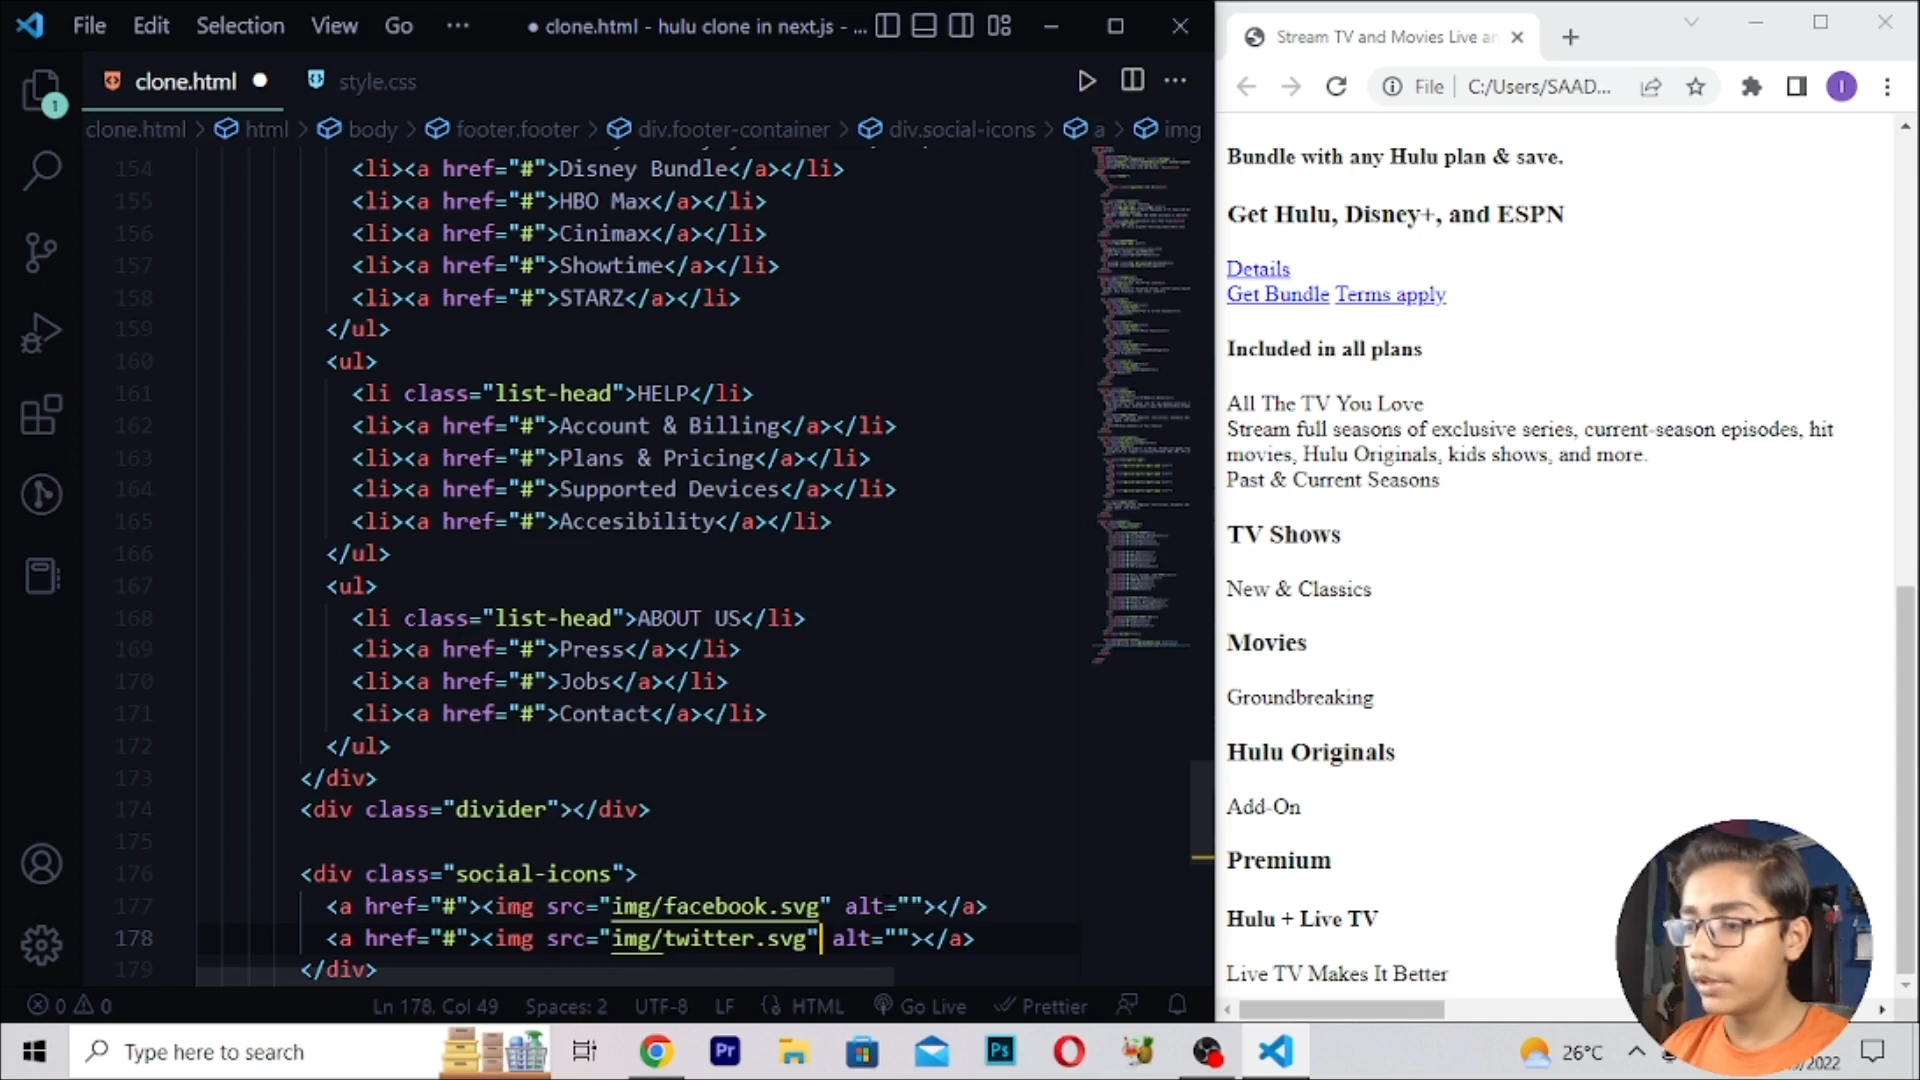 File Edit Selection View Go ··· ● clone.html - hulu clone in next.js - ...
clone.html ● style.css
clone.html > html > body > footer.footer > div.footer-container > div.social-icons > a > img
154 <li><a href="#">Disney Bundle</a></li>
155 <li><a href="#">HBO Max</a></li>
156 <li><a href="#">Cinimax</a></li>
157 <li><a href="#">Showtime</a></li>
158 <li><a href="#">STARZ</a></li>
159 </ul>
160 <ul>
161 <li class="list-head">HELP</li>
162 <li><a href="#">Account & Billing</a></li>
163 <li><a href="#">Plans & Pricing</a></li>
164 <li><a href="#">Supported Devices</a></li>
165 <li><a href="#">Accesibility</a></li>
166 </ul>
167 <ul>
168 <li class="list-head">ABOUT US</li>
169 <li><a href="#">Press</a></li>
170 <li><a href="#">Jobs</a></li>
171 <li><a href="#">Contact</a></li>
172 </ul>
173 </div>
174 <div class="divider"></div>
175
176 <div class="social-icons">
177 <a href="#"><img src="img/facebook.svg" alt=""></a>
178 <a href="#"><img src="img/twitter.svg" alt=""></a>
179 </div>
1
0 0 Ln 178, Col 49 Spaces: 2 UTF-8 LF {} HTML Go Live Prettier
Stream TV and Movies Live an
File C:/Users/SAAD... I
Bundle with any Hulu plan & save.
Get Hulu, Disney+, and ESPN
Details
Get Bundle Terms apply
Included in all plans
All The TV You Love
Stream full seasons of exclusive series, current-season episodes, hit
movies, Hulu Originals, kids shows, and more.
Past & Current Seasons
TV Shows
New & Classics
Movies
Groundbreaking
Hulu Originals
Add-On
Premium
Hulu + Live TV
Live TV Makes It Better
Type here to search Pr Ps 26°C